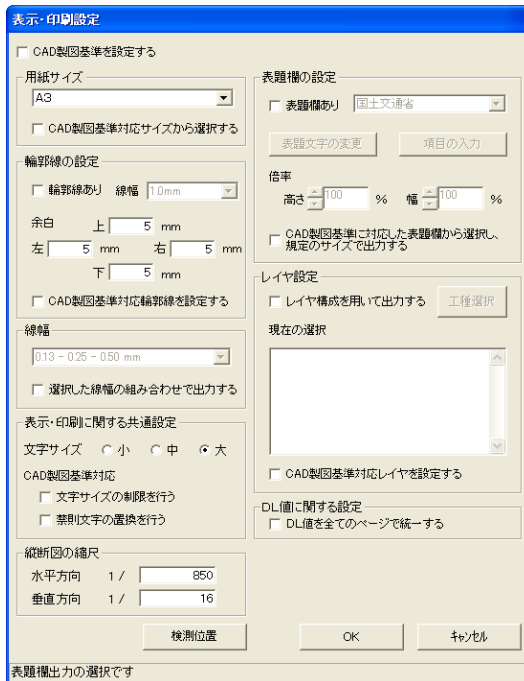 表示・印刷設定
CAD製図基準を設定する
用紙サイズ
A3
CAD製図基準対応サイズから選択する
輪郭線の設定
輪郭線あり 線幅 1.0mm
余白 上 5 mm
左 5 mm 右 5 mm
下 5 mm
CAD製図基準対応輪郭線を設定する
線幅
0.13 - 0.25 - 0.50 mm
選択した線幅の組み合わせで出力する
表示・印刷に関する共通設定
文字サイズ 小 中 大
CAD製図基準対応
文字サイズの制限を行う
禁則文字の置換を行う
縦断図の縮尺
水平方向 1 / 850
垂直方向 1 / 16
表題欄の設定
表題欄あり 国土交通省
表題文字の変更 項目の入力
倍率
高さ 100 % 幅 100 %
CAD製図基準に対応した表題欄から選択し、
規定のサイズで出力する
レイヤ設定
レイヤ構成を用いて出力する 工種選択
現在の選択
CAD製図基準対応レイヤを設定する
DL値に関する設定
DL値を全てのページで統一する
検測位置 OK キャンセル
表題欄出力の選択です